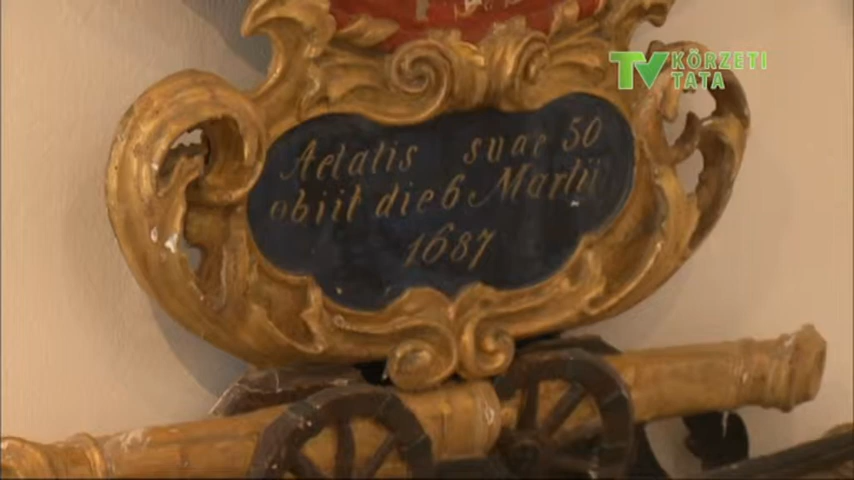 TV KÖRZETI
TATA
Aetatis suae 50
obiit die 6 Martii
1687